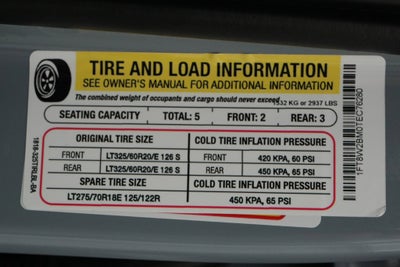 TIRE AND LOAD INFORMATION
SEE OWNER'S MANUAL FOR ADDITIONAL INFORMATION
The combined weight of occupants and cargo should never exceed 1332 KG or 2937 LBS
SEATING CAPACITY TOTAL: 5 FRONT: 2 REAR: 3
ORIGINAL TIRE SIZE COLD TIRE INFLATION PRESSURE
FRONT LT325/60R20/E 126 S 420 KPA, 60 PSI
REAR LT325/60R20/E 126 S 450 KPA, 65 PSI
SPARE TIRE SIZE COLD TIRE INFLATION PRESSURE
LT275/70R18E 125/122R 450 KPA, 65 PSI
1816-325TRLBL-BA